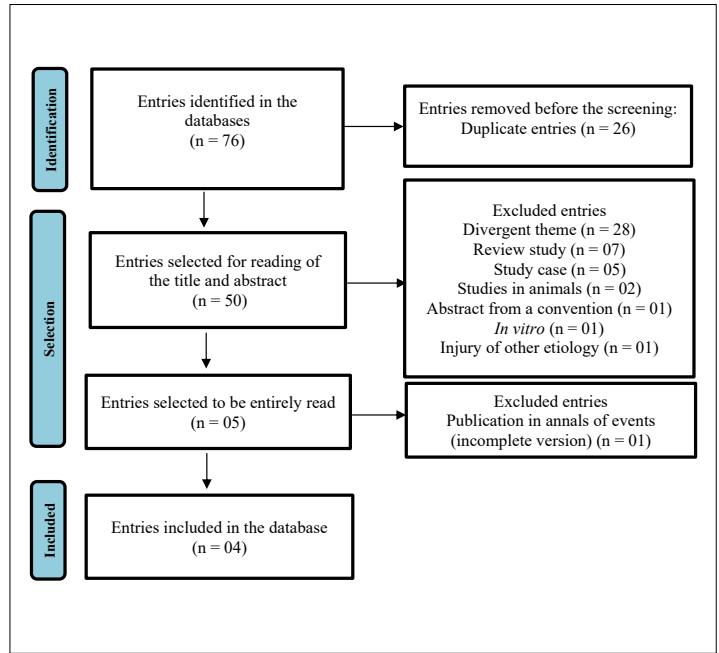 Identification
Entries identified in the
databases
(n = 76)
Entries removed before the screening:
Duplicate entries (n = 26)
Selection
Entries selected for reading of
the title and abstract
(n = 50)
Excluded entries
Divergent theme (n = 28)
Review study (n = 07)
Study case (n = 05)
Studies in animals (n = 02)
Abstract from a convention (n = 01)
In vitro (n = 01)
Injury of other etiology (n = 01)
Entries selected to be entirely read
(n = 05)
Excluded entries
Publication in annals of events
(incomplete version) (n = 01)
Included
Entries included in the database
(n = 04)